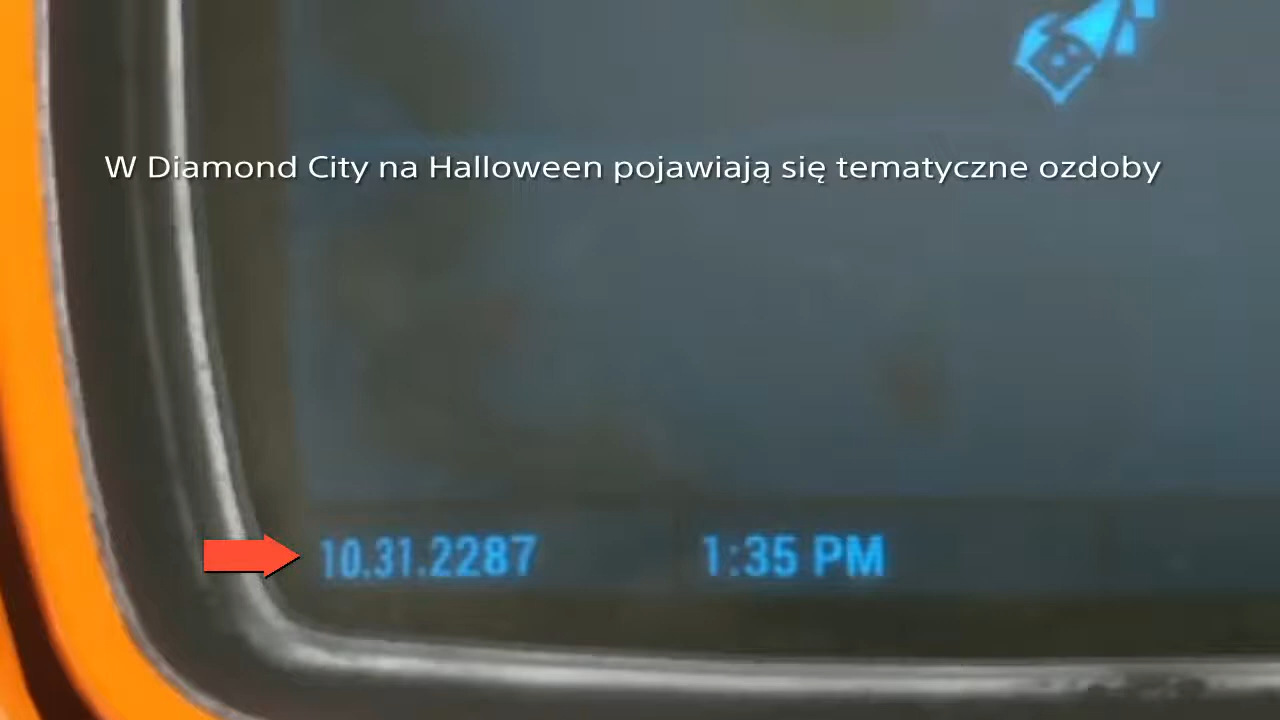 W Diamond City na Halloween pojawiają się tematyczne ozdoby
10.31.2287 1:35 PM